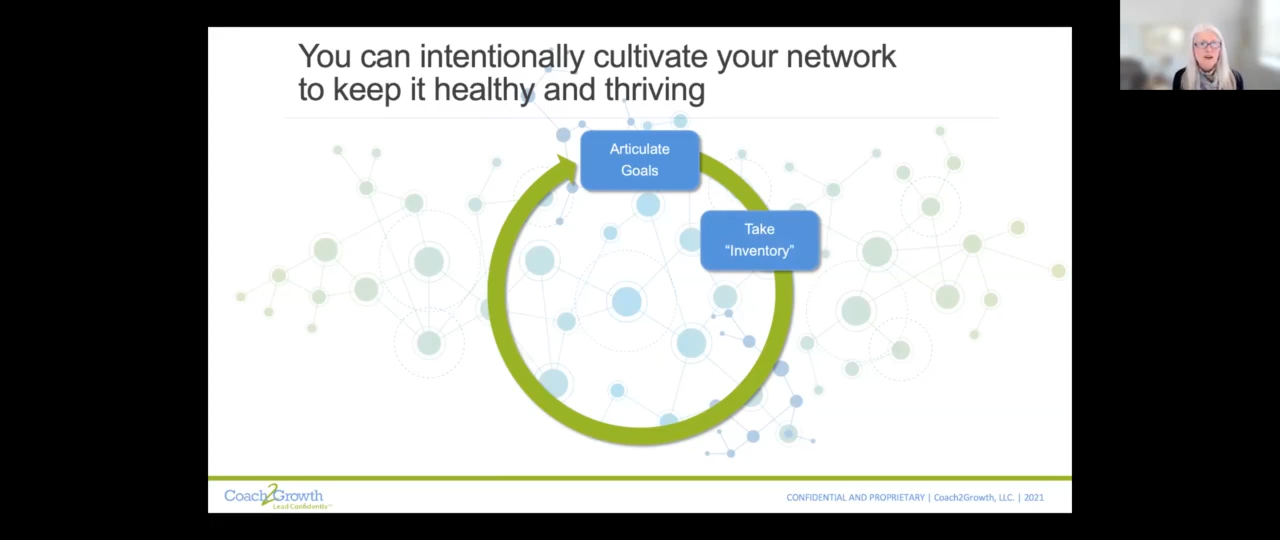 You can intentionally cultivate your network
to keep it healthy and thriving
Articulate
Goals
Take
“Inventory”
Coach2Growth
Lead Confidently™
CONFIDENTIAL AND PROPRIETARY | Coach2Growth, LLC. | 2021